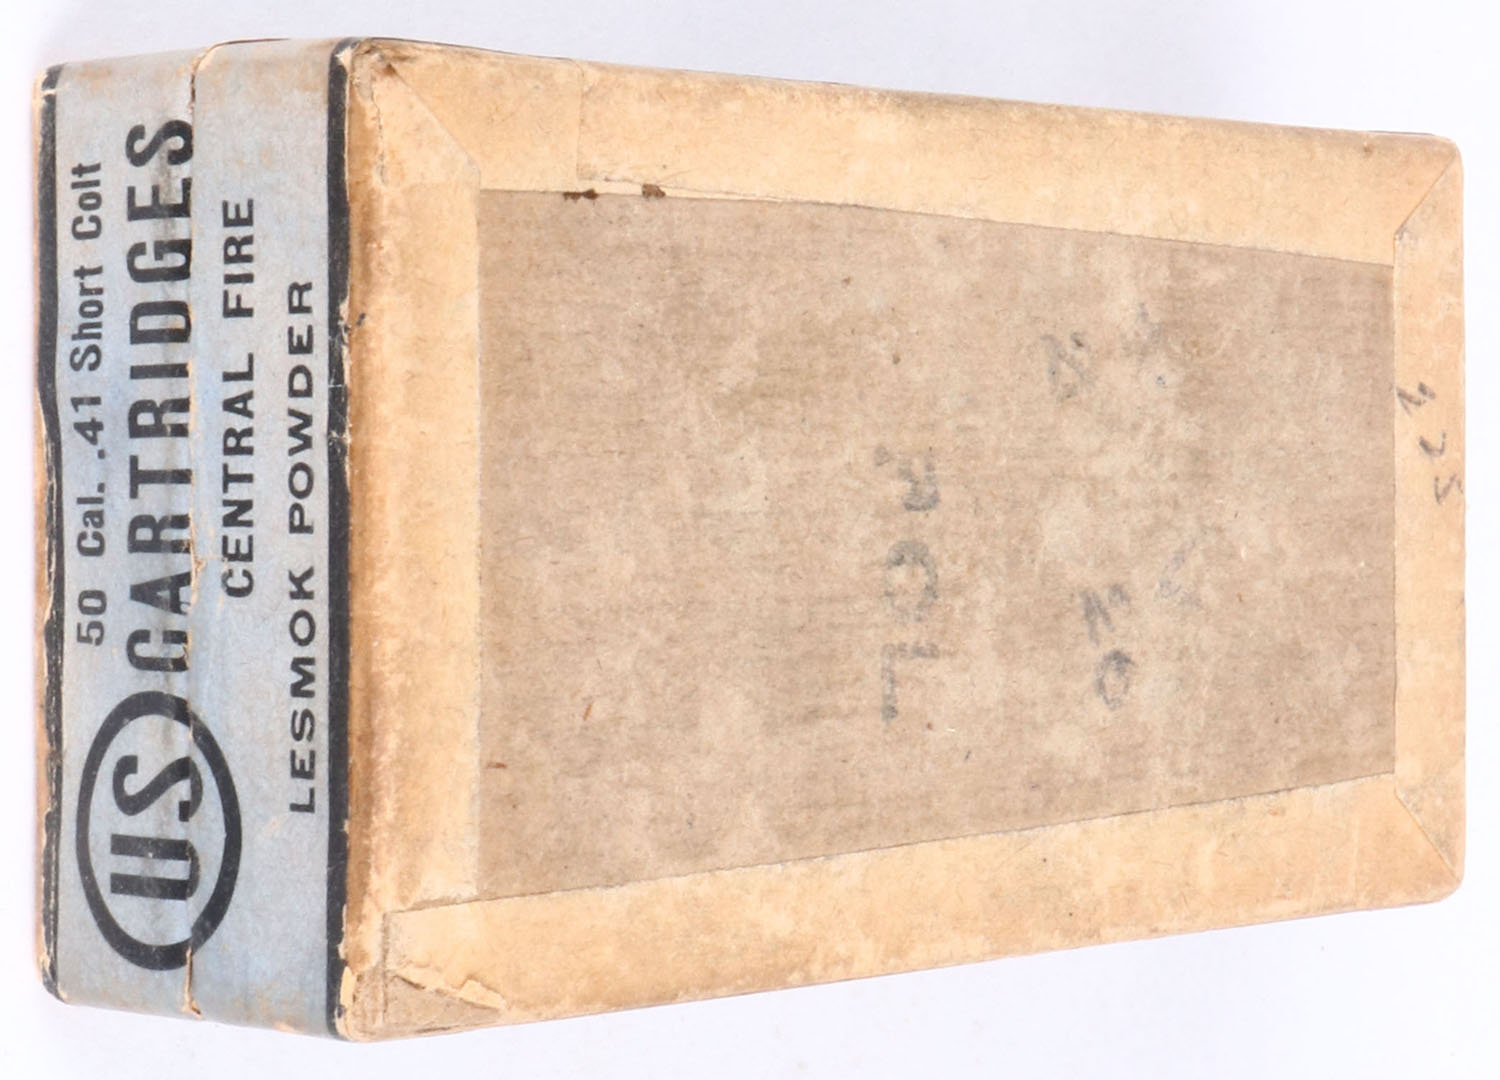 50 Cal. .41 Short Colt
US CARTRIDGES
CENTRAL FIRE
LESMOK POWDER